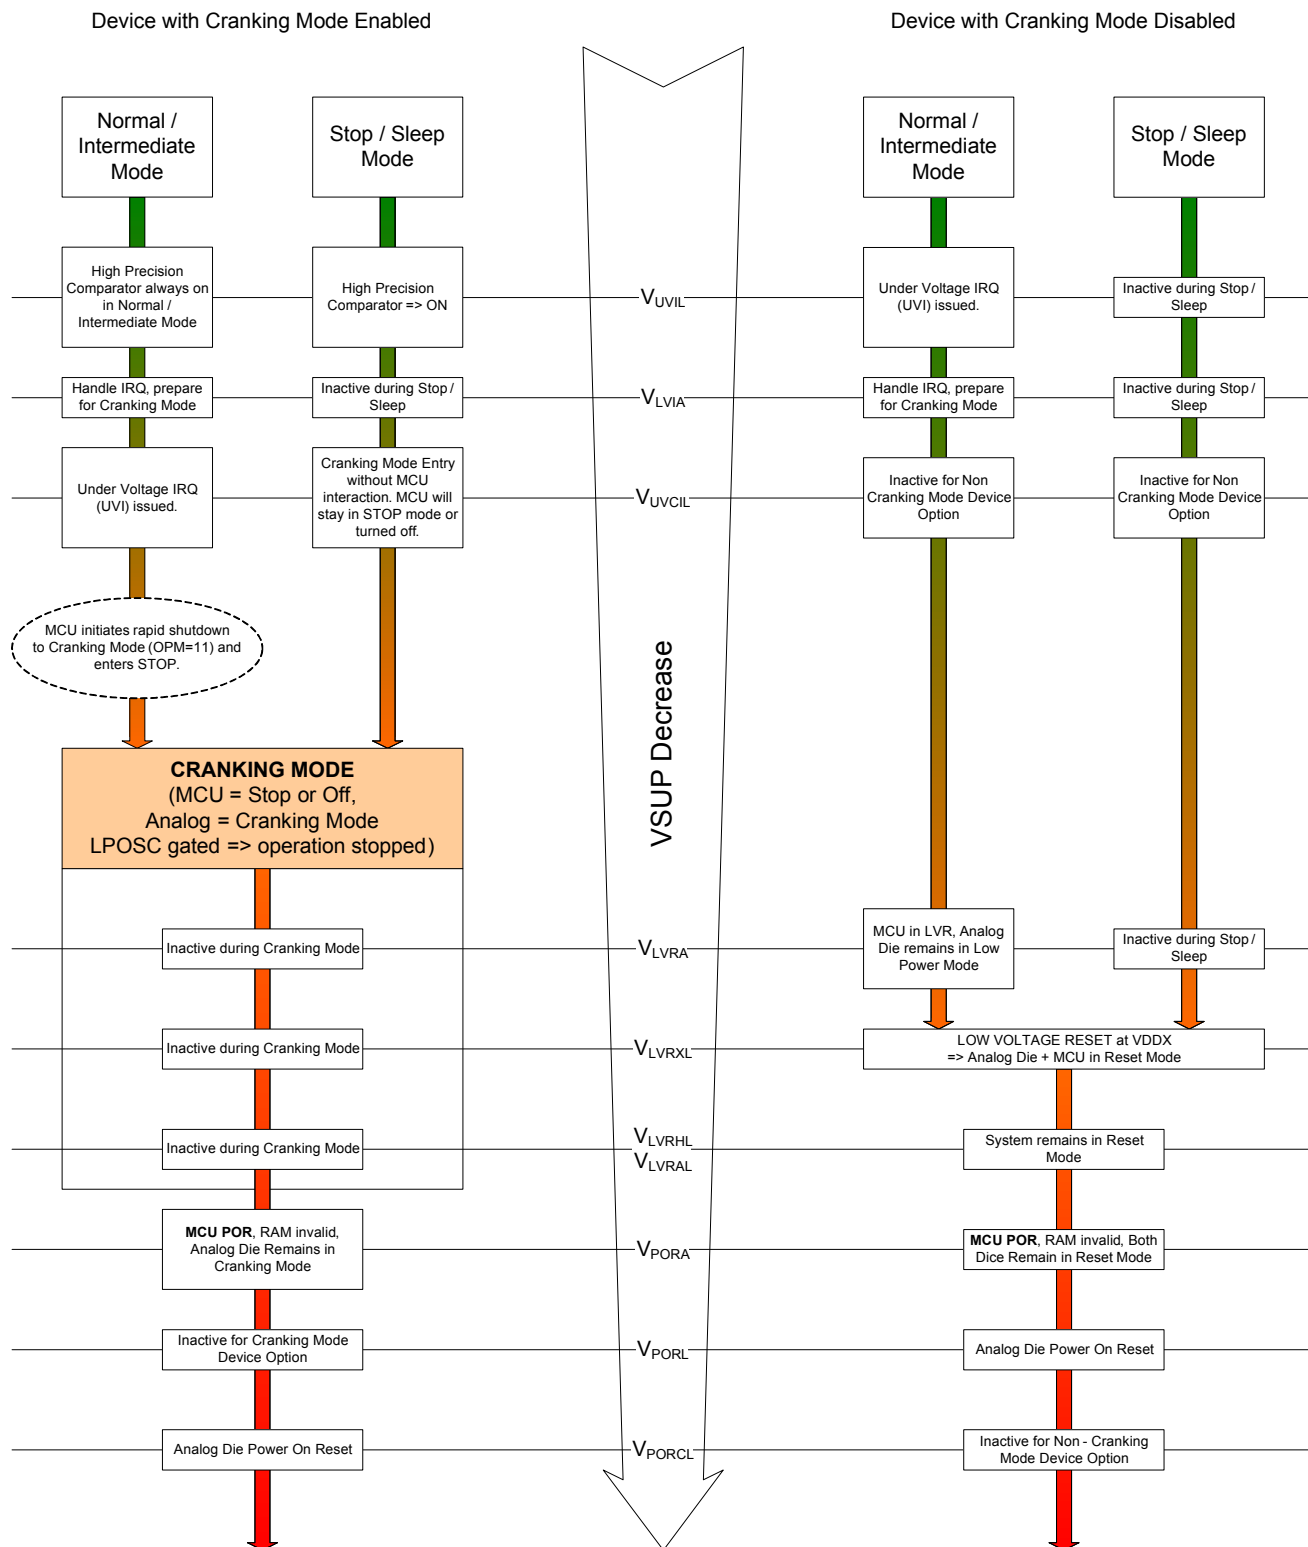 Device with Cranking Mode Enabled
Device with Cranking Mode Disabled
Normal /
Intermediate
Mode
Stop / Sleep
Mode
Normal /
Intermediate
Mode
Stop / Sleep
Mode
High Precision
Comparator always on
in Normal /
Intermediate Mode
High Precision
Comparator => ON
VUVIL
Under Voltage IRQ
(UVI) issued.
Inactive during Stop /
Sleep
Handle IRQ, prepare
for Cranking Mode
Inactive during Stop /
Sleep
VLVIA
Handle IRQ, prepare
for Cranking Mode
Inactive during Stop /
Sleep
Under Voltage IRQ
(UVI) issued.
Cranking Mode Entry
without MCU
interaction. MCU will
stay in STOP mode or
turned off.
VUVCIL
Inactive for Non
Cranking Mode Device
Option
Inactive for Non
Cranking Mode Device
Option
MCU initiates rapid shutdown
to Cranking Mode (OPM=11) and
enters STOP.
VSUP Decrease
CRANKING MODE
(MCU = Stop or Off,
Analog = Cranking Mode
LPOSC gated => operation stopped)
Inactive during Cranking Mode
VLVRA
MCU in LVR, Analog
Die remains in Low
Power Mode
Inactive during Stop /
Sleep
Inactive during Cranking Mode
VLVRXL
LOW VOLTAGE RESET at VDDX
=> Analog Die + MCU in Reset Mode
Inactive during Cranking Mode
VLVRHL
VLVRAL
System remains in Reset
Mode
MCU POR, RAM invalid,
Analog Die Remains in
Cranking Mode
VPORA
MCU POR, RAM invalid, Both
Dice Remain in Reset Mode
Inactive for Cranking Mode
Device Option
VPORL
Analog Die Power On Reset
Analog Die Power On Reset
VPORCL
Inactive for Non - Cranking
Mode Device Option